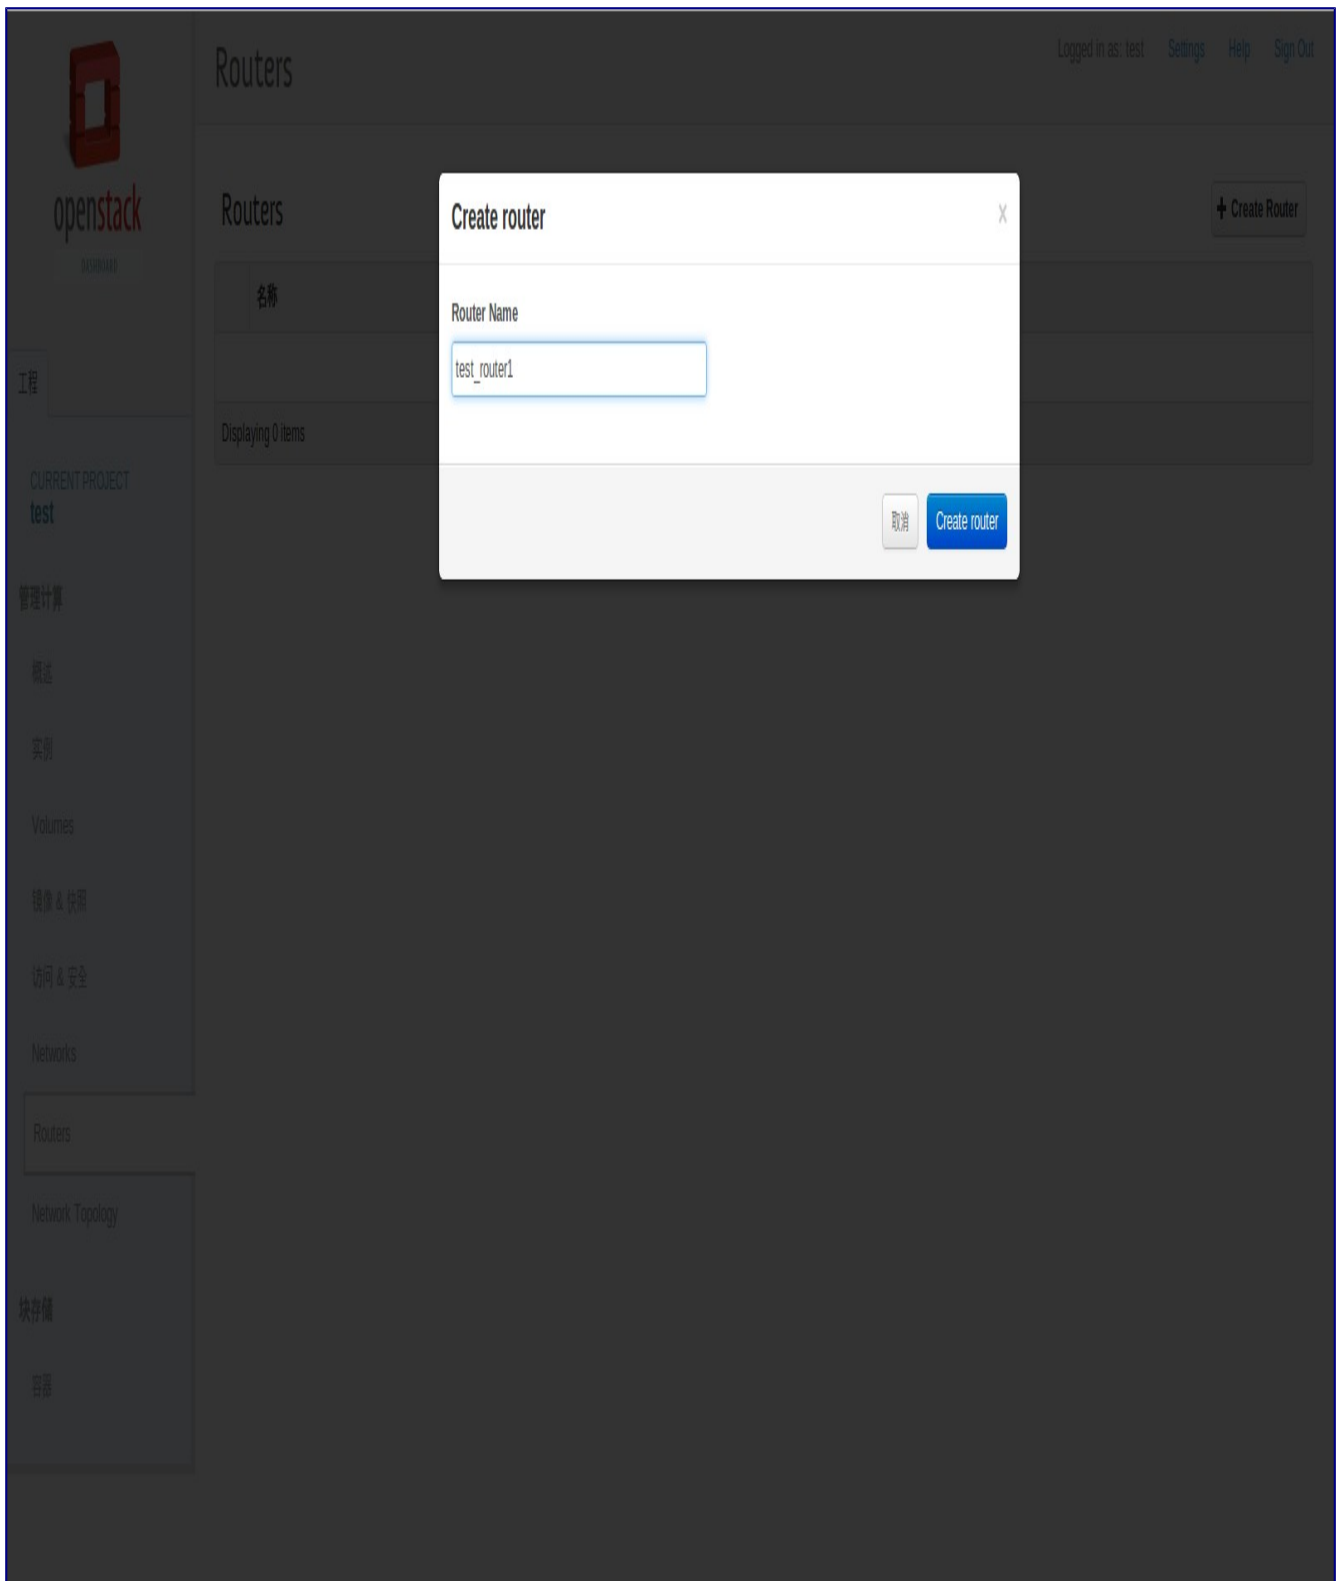 Routers
Logged in as: test Settings Help Sign Out
openstack
DASHBOARD
Routers
+ Create Router
名称
Displaying 0 items
Create router
x
Router Name
test_router1
取消
Create router
工程
CURRENT PROJECT
test
管理计算
概述
实例
Volumes
镜像 & 快照
访问 & 安全
Networks
Routers
Network Topology
块存储
容器